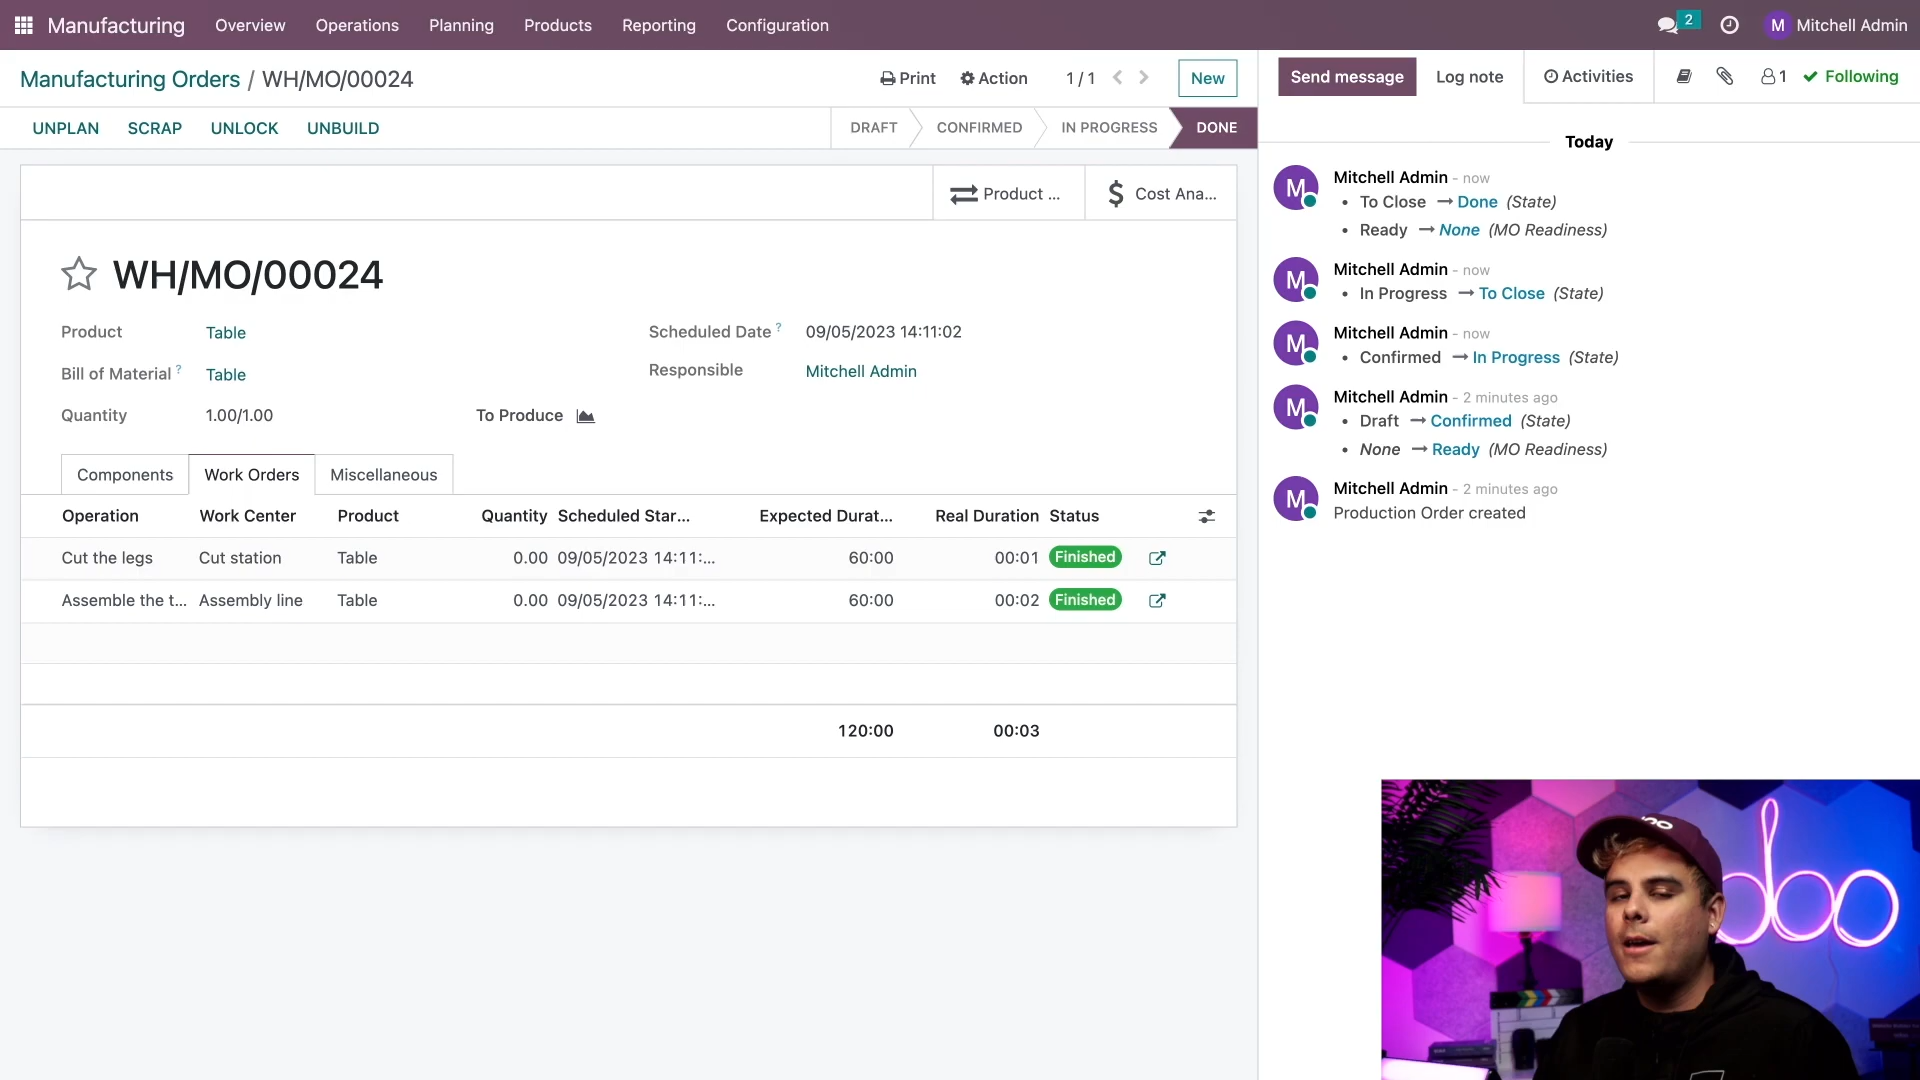 Manufacturing Overview Operations Planning Products Reporting Configuration 2 M Mitchell Admin
Manufacturing Orders / WH/MO/00024 Print Action 1 / 1 New
UNPLAN SCRAP UNLOCK UNBUILD DRAFT CONFIRMED IN PROGRESS DONE
Product ... $ Cost Ana...
WH/MO/00024
Product Table Scheduled Date ? 09/05/2023 14:11:02
Bill of Material ? Table Responsible Mitchell Admin
Quantity 1.00/1.00 To Produce
Components Work Orders Miscellaneous
Operation Work Center Product Quantity Scheduled Star... Expected Durat... Real Duration Status
Cut the legs Cut station Table 0.00 09/05/2023 14:11:... 60:00 00:01 Finished
Assemble the t... Assembly line Table 0.00 09/05/2023 14:11:... 60:00 00:02 Finished
120:00 00:03
Send message Log note Activities 1 Following
Today
M Mitchell Admin - now
• To Close → Done (State)
• Ready → None (MO Readiness)
M Mitchell Admin - now
• In Progress → To Close (State)
M Mitchell Admin - now
• Confirmed → In Progress (State)
M Mitchell Admin - 2 minutes ago
• Draft → Confirmed (State)
• None → Ready (MO Readiness)
M Mitchell Admin - 2 minutes ago
Production Order created